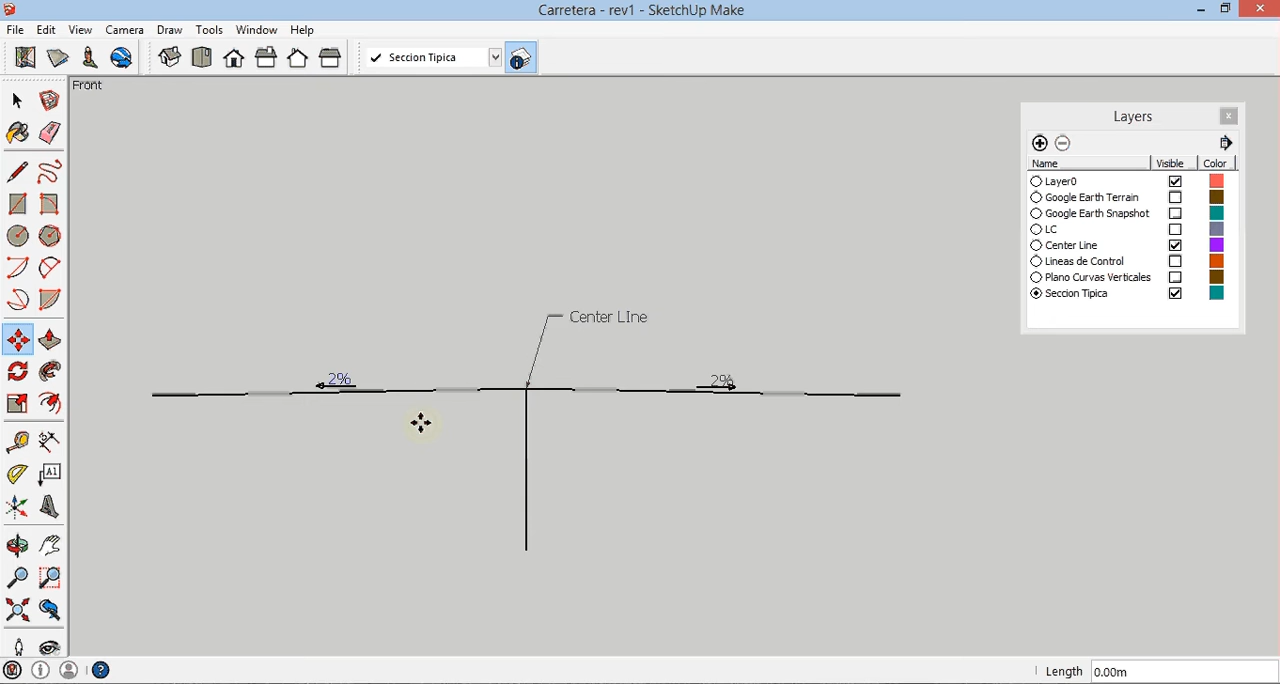 Carretera - rev1 - SketchUp Make
File Edit View Camera Draw Tools Window Help
Seccion Tipica
Front
Layers
Name Visible Color
Layer0
Google Earth Terrain
Google Earth Snapshot
LC
Center Line
Lineas de Control
Plano Curvas Verticales
Seccion Tipica
Center LIne
2% 2%
A1
Length 0.00m